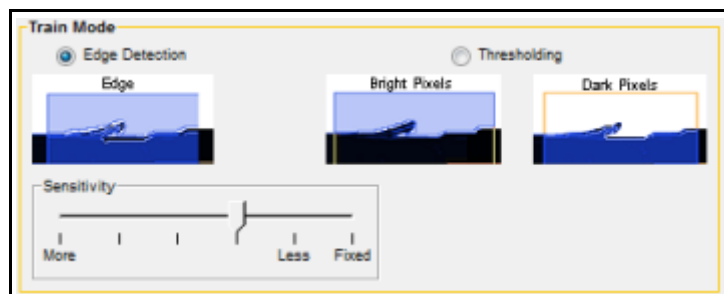 Train Mode
Edge Detection Thresholding
Edge Bright Pixels Dark Pixels
Sensitivity
More Less Fixed